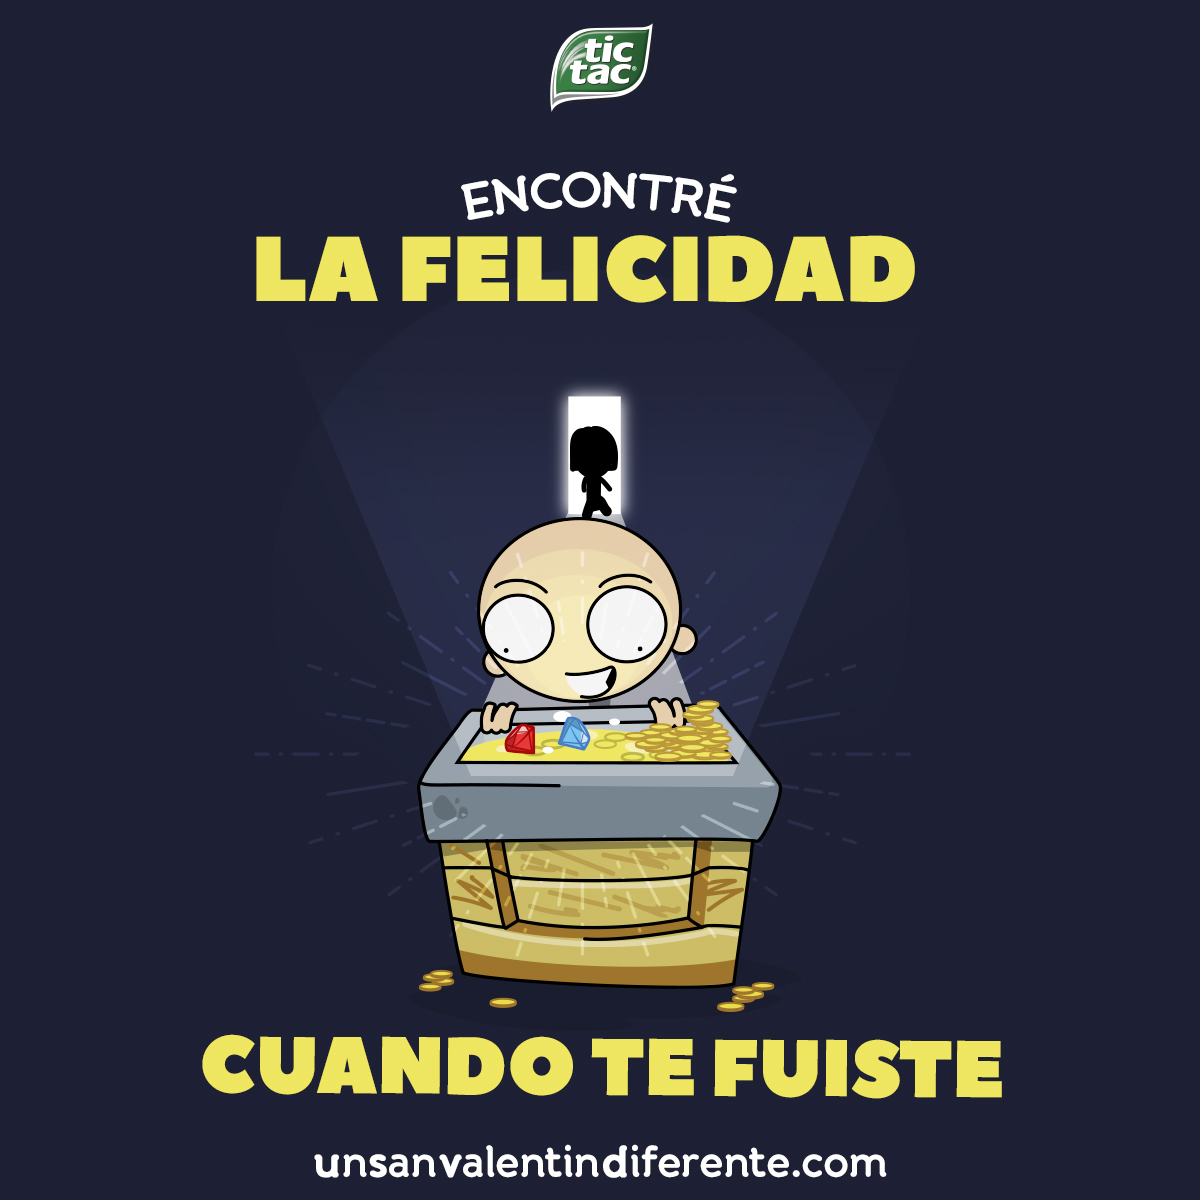 tic
tac
ENCONTRÉ
LA FELICIDAD
CUANDO TE FUISTE
unsanvalentindiferente.com